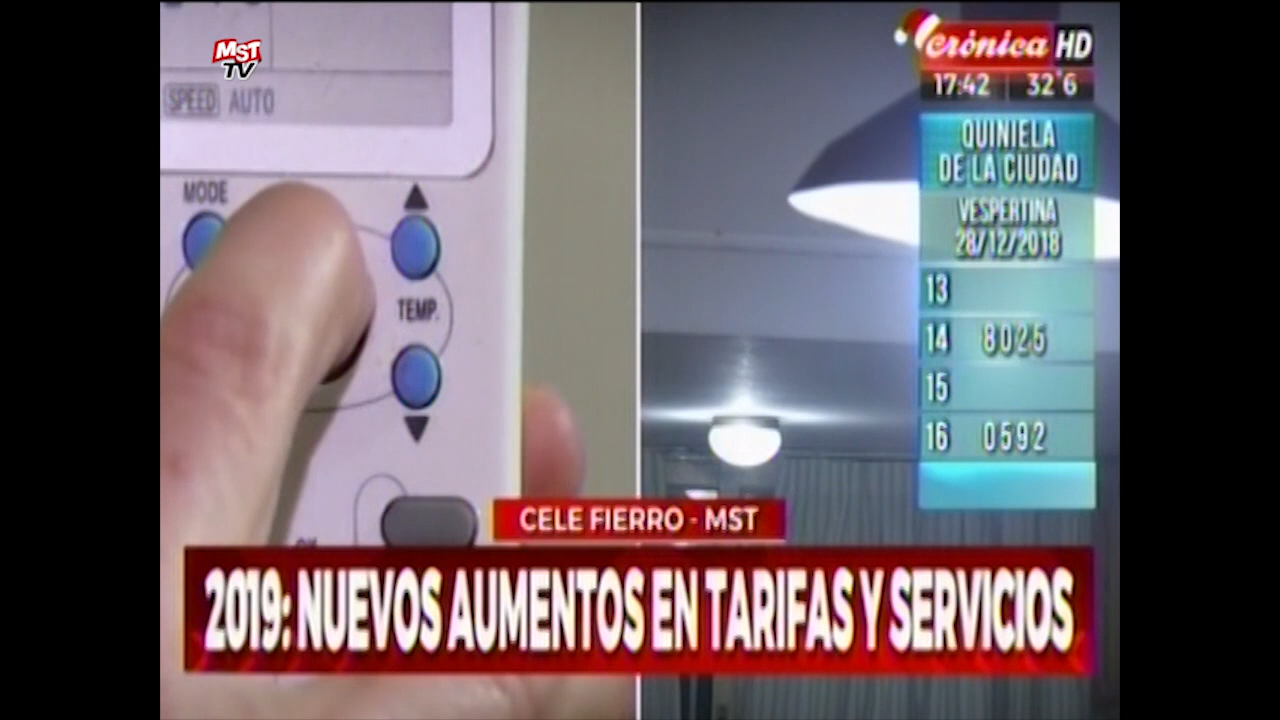 MST
TV
SPEED AUTO
MODE
TEMP.
Crónica HD
17:42 32°6
QUINIELA
DE LA CIUDAD
VESPERTINA
28/12/2018
13
14 8025
15
16 0592
CELE FIERRO - MST
2019: NUEVOS AUMENTOS EN TARIFAS Y SERVICIOS